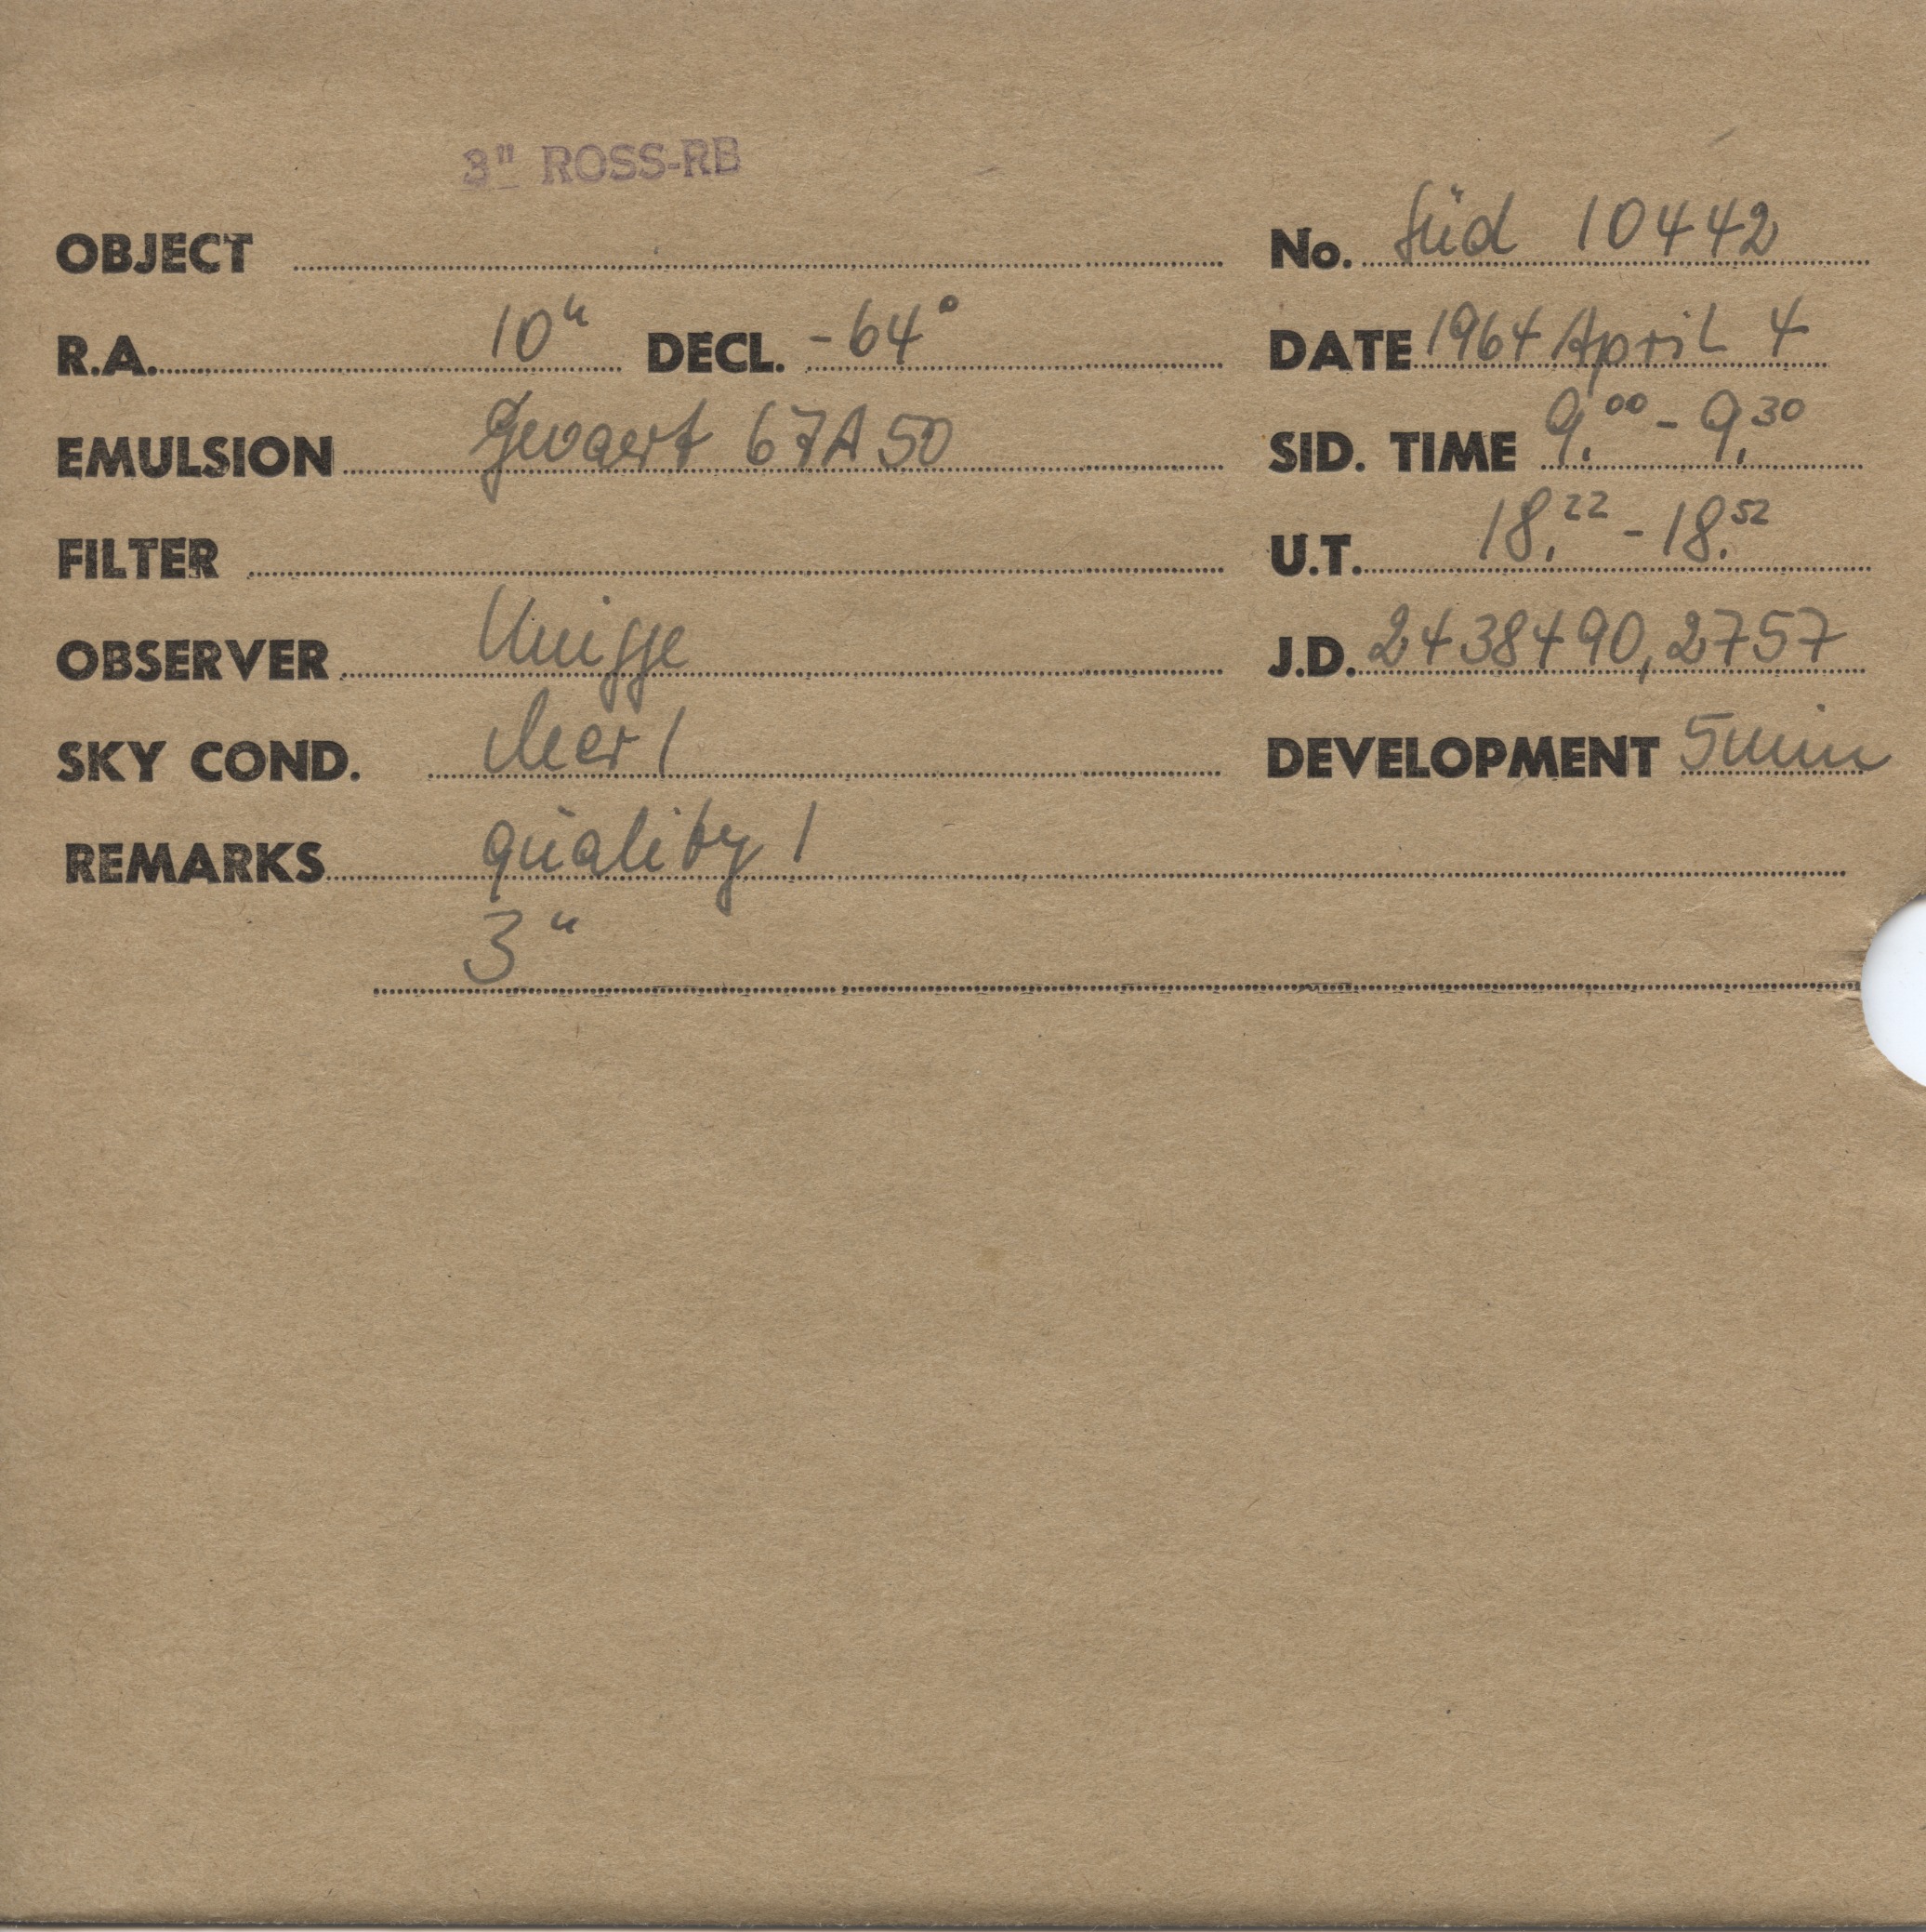 3" ROSS-RB
OBJECT No. Süd 10442
R.A. 10ʰ DECL. -64° DATE 1964 April 4
EMULSION Gevaert 67A50 SID. TIME 9.00 - 9.30
FILTER U.T. 18.22 - 18.52
OBSERVER J.D. 2438490,2757
SKY COND. cleer 1 DEVELOPMENT 5min
REMARKS quality 1
3"